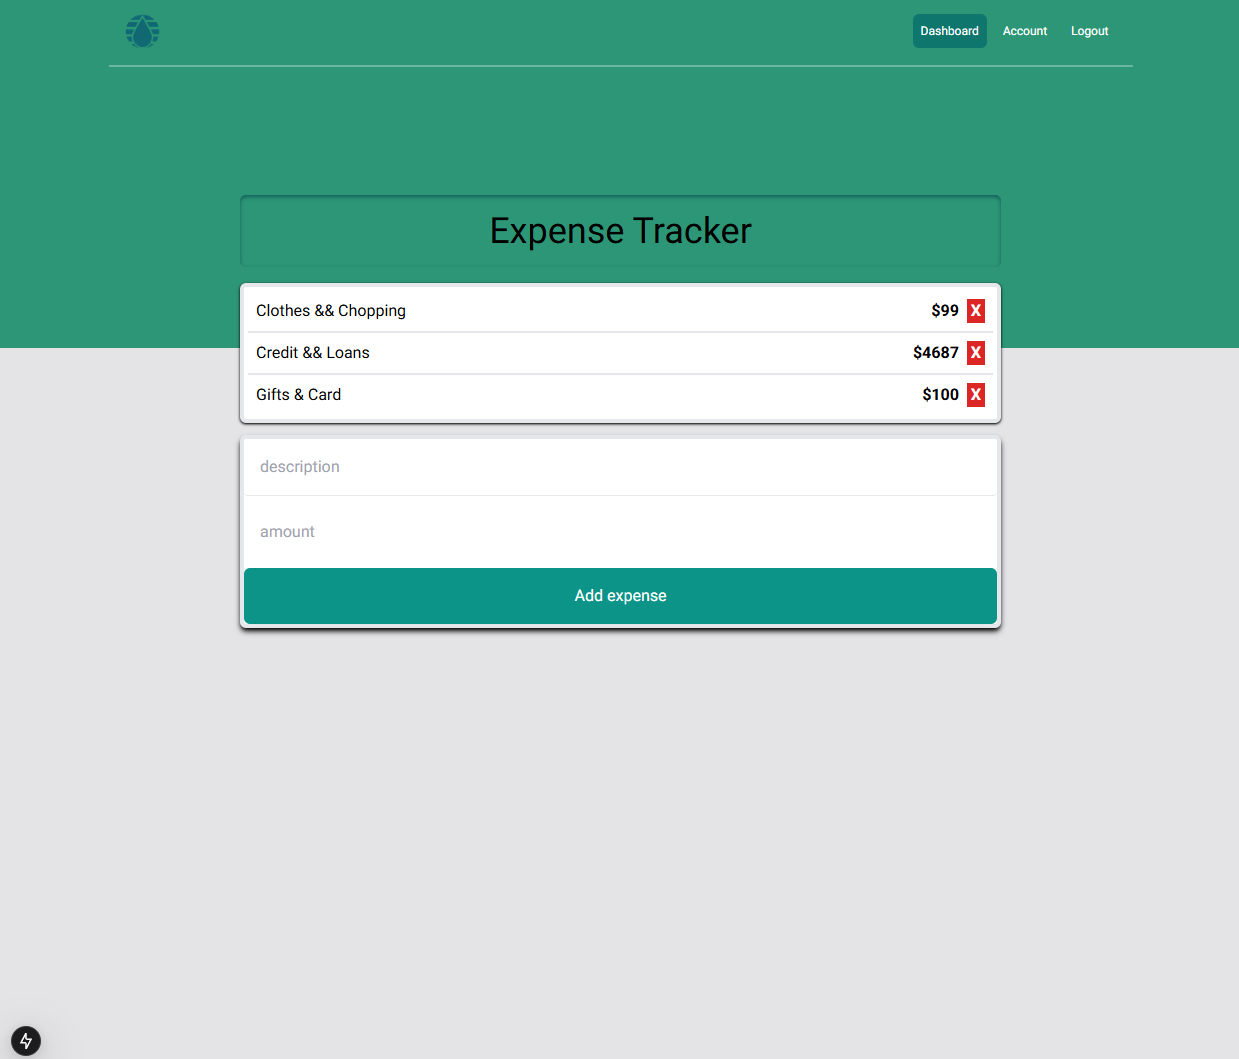 Dashboard Account Logout
Expense Tracker
Clothes && Chopping $99 X
Credit && Loans $4687 X
Gifts & Card $100 X
description
amount
Add expense